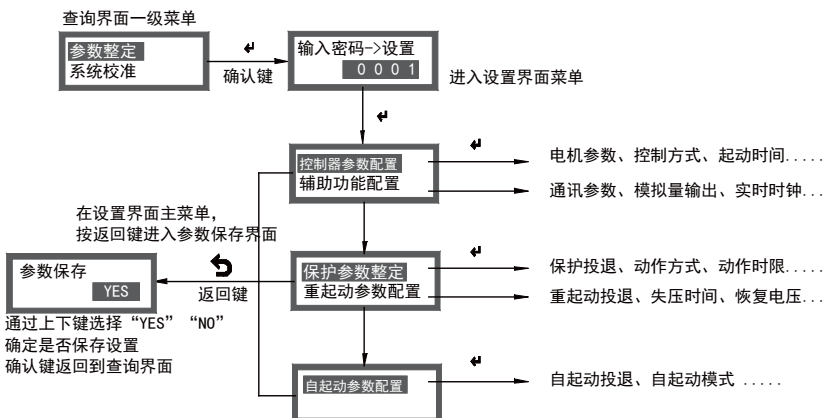 查询界面一级菜单
参数整定
系统校准
确认键
输入密码->设置
0 0 0 1
进入设置界面菜单
控制器参数配置
辅助功能配置
电机参数、控制方式、起动时间.....
通讯参数、模拟量输出、实时时钟...
在设置界面主菜单，
按返回键进入参数保存界面
参数保存
YES
返回键
保护参数整定
重起动参数配置
保护投退、动作方式、动作时限.....
重起动投退、失压时间、恢复电压...
通过上下键选择“YES” “NO”
确定是否保存设置
确认键返回到查询界面
自起动参数配置
自起动投退、自起动模式 .....